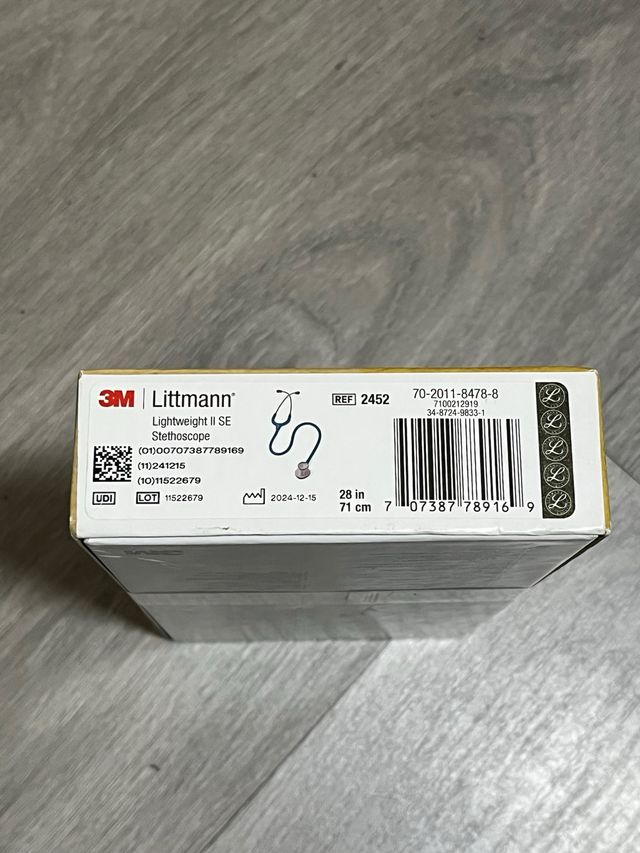 3M | Littmann®
Lightweight II SE
Stethoscope
(01)00707387789169
(11)241215
(10)11522679
UDI LOT 11522679
2024-12-15
REF 2452
28 in
71 cm
70-2011-8478-8
7100212919
34-8724-9833-1
7 07387 78916 9